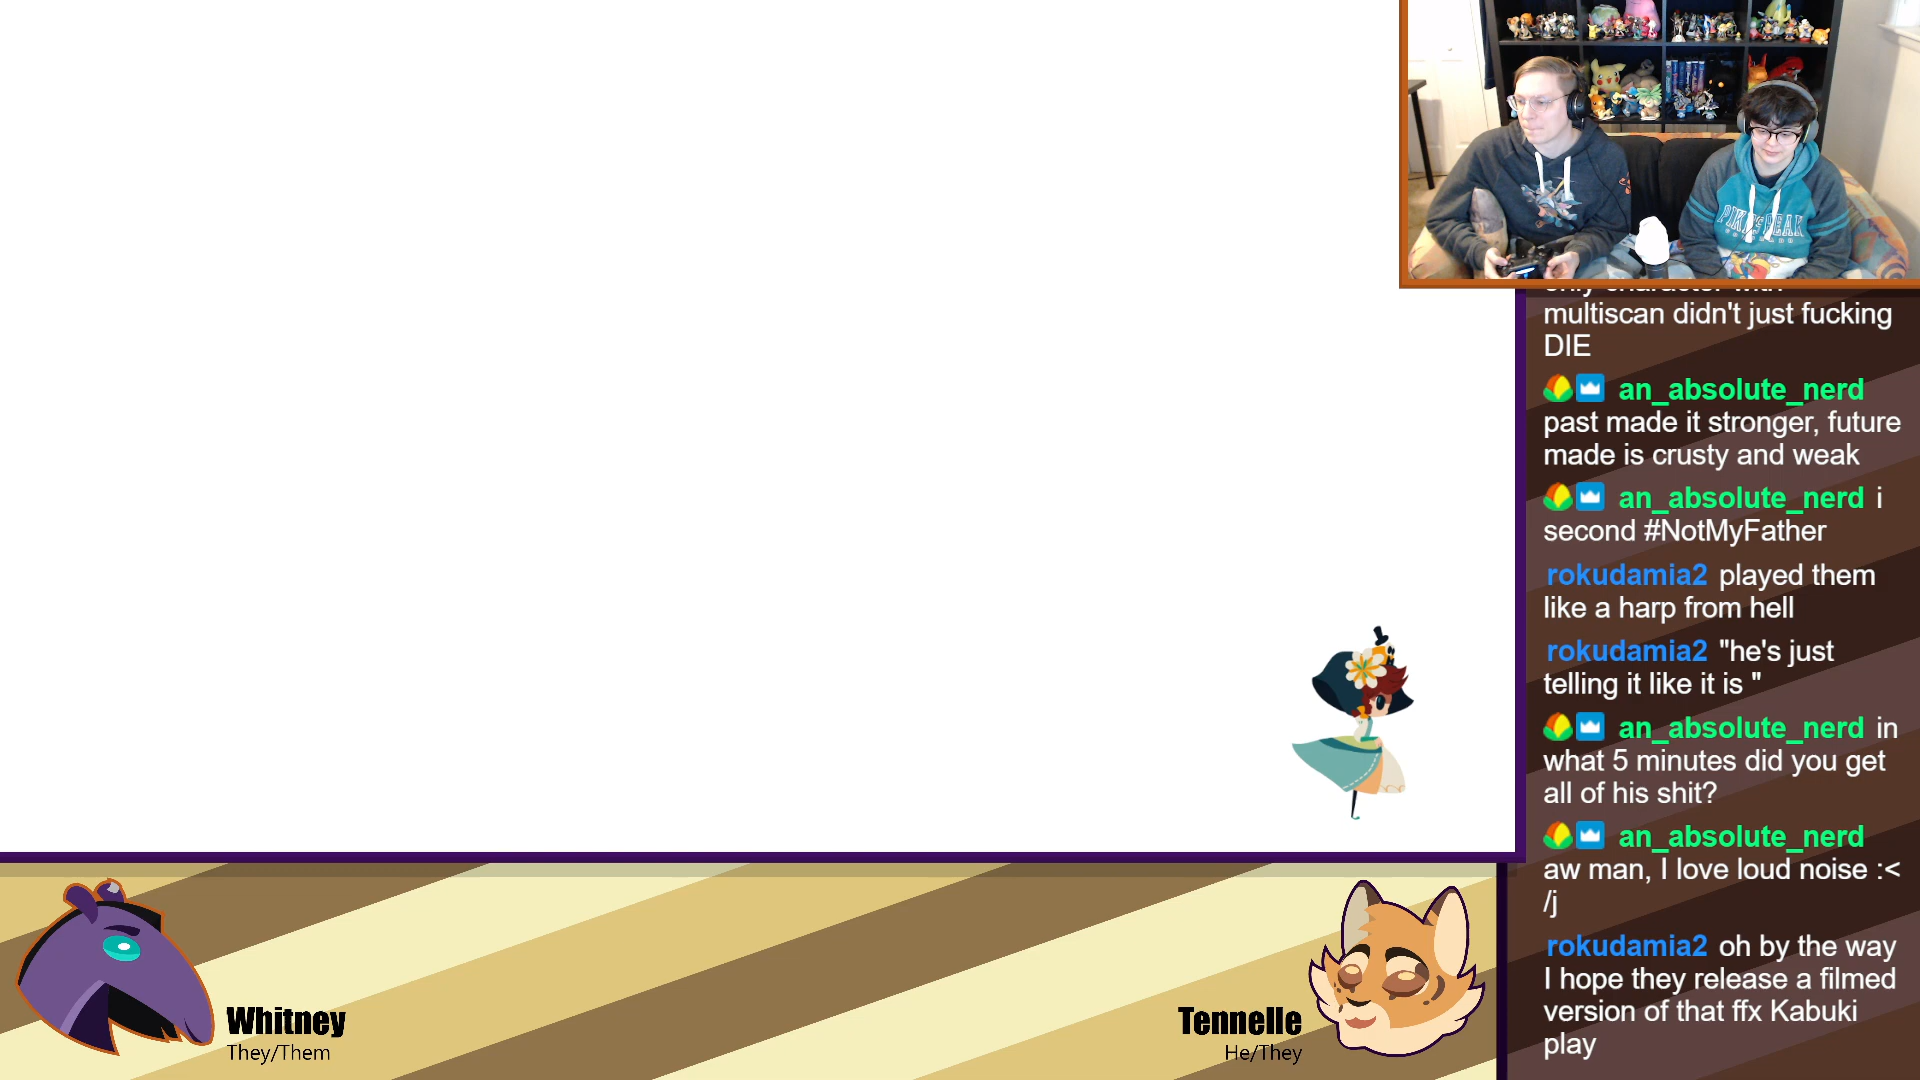 multiscan didn't just fucking
DIE
an_absolute_nerd
past made it stronger, future
made is crusty and weak
an_absolute_nerd i
second #NotMyFather
rokudamia2 played them
like a harp from hell
rokudamia2 "he's just
telling it like it is "
an_absolute_nerd in
what 5 minutes did you get
all of his shit?
an_absolute_nerd
aw man, I love loud noise :<
/j
rokudamia2 oh by the way
I hope they release a filmed
version of that ffx Kabuki
play
Whitney
They/Them
Tennelle
He/They